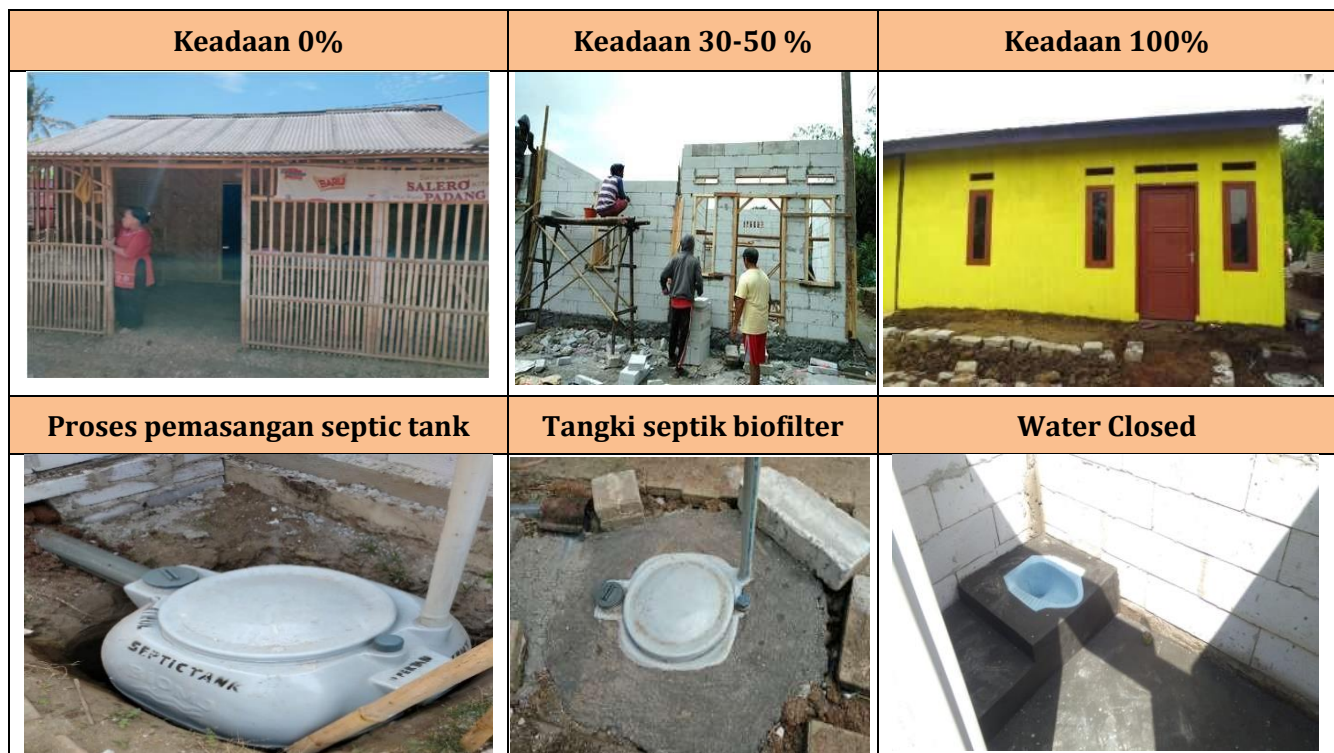 Keadaan 0%
Keadaan 30-50 %
Keadaan 100%
SALERO
PADANG
Proses pemasangan septic tank
Tangki septik biofilter
Water Closed
SEPTICTANK